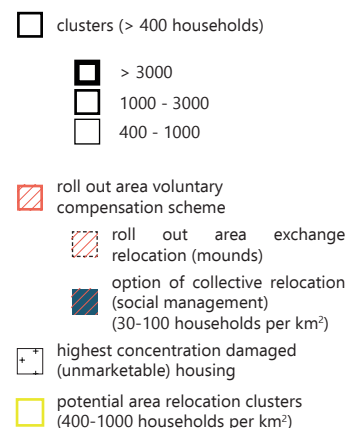 clusters (> 400 households)
> 3000
1000 - 3000
400 - 1000
roll out area voluntary
compensation scheme
roll out area exchange
relocation (mounds)
option of collective relocation
(social management)
(30-100 households per km²)
highest concentration damaged
(unmarketable) housing
potential area relocation clusters
(400-1000 households per km²)